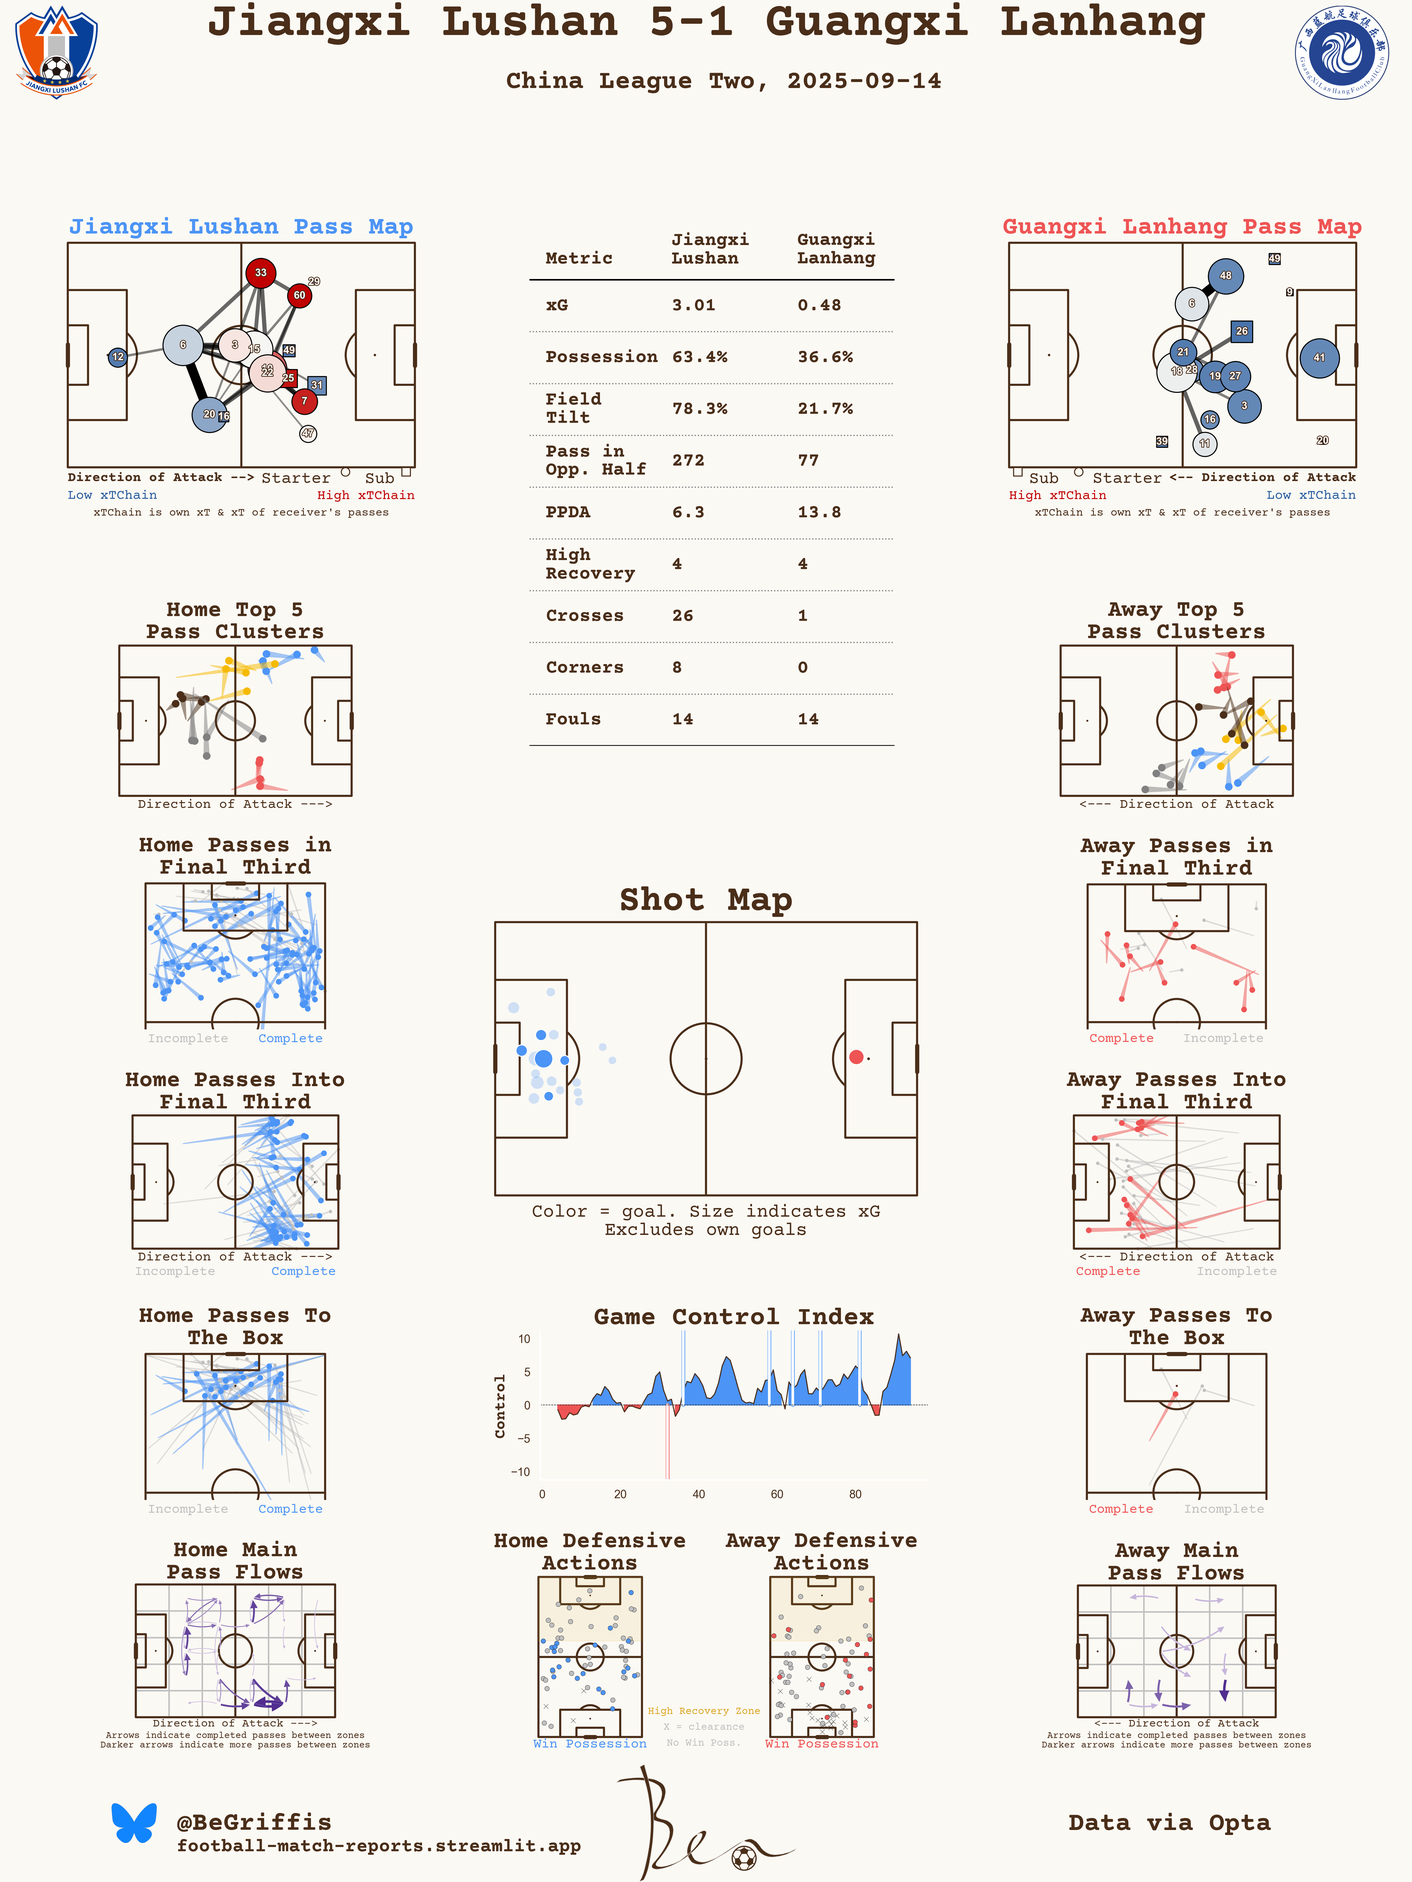 Jiangxi Lushan 5-1 Guangxi Lanhang
China League Two, 2025-09-14
JIANGXI LUSHAN FC
广西蓝航足球俱乐部
GuangXiLanHangFootballClub
Jiangxi Lushan Pass Map
33
29
60
6
3
15
49
12
22
25
31
7
20
16
47
Direction of Attack --> Starter Sub
Low xTChain High xTChain
xTChain is own xT & xT of receiver's passes
Metric Jiangxi Lushan Guangxi Lanhang
xG 3.01 0.48
Possession 63.4% 36.6%
Field Tilt 78.3% 21.7%
Pass in Opp. Half 272 77
PPDA 6.3 13.8
High Recovery 4 4
Crosses 26 1
Corners 8 0
Fouls 14 14
Guangxi Lanhang Pass Map
49
48
9
6
26
21
41
18
28
19
27
3
16
11
39
20
Sub Starter <-- Direction of Attack
High xTChain Low xTChain
xTChain is own xT & xT of receiver's passes
Home Top 5
Pass Clusters
Direction of Attack --->
Away Top 5
Pass Clusters
<--- Direction of Attack
Home Passes in
Final Third
Incomplete Complete
Away Passes in
Final Third
Complete Incomplete
Shot Map
Color = goal. Size indicates xG
Excludes own goals
Home Passes Into
Final Third
Direction of Attack --->
Incomplete Complete
Away Passes Into
Final Third
<--- Direction of Attack
Complete Incomplete
Home Passes To
The Box
Incomplete Complete
Game Control Index
Control
10
5
0
−5
−10
0 20 40 60 80
Away Passes To
The Box
Complete Incomplete
Home Main
Pass Flows
Direction of Attack --->
Arrows indicate completed passes between zones
Darker arrows indicate more passes between zones
Home Defensive
Actions
Win Possession
High Recovery Zone
X = clearance
No Win Poss.
Away Defensive
Actions
Win Possession
Away Main
Pass Flows
<--- Direction of Attack
Arrows indicate completed passes between zones
Darker arrows indicate more passes between zones
@BeGriffis
football-match-reports.streamlit.app
Ben
Data via Opta